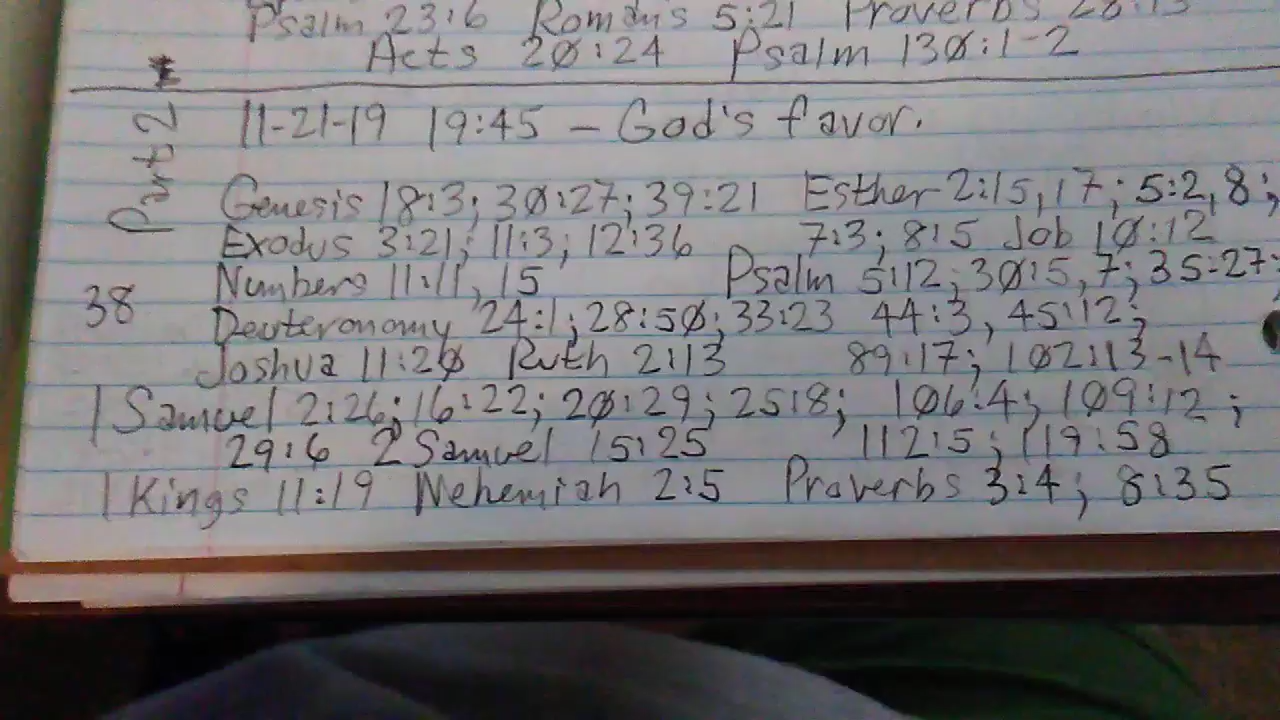 Psalm 23:6 Romans 5:21 Proverbs 28:13
Acts 20:24 Psalm 130:1-2
Part 2 *
11-21-19 19:45 - God's favor.
Genesis 18:3; 30:27; 39:21 Esther 2:15, 17; 5:2, 8;
Exodus 3:21; 11:3; 12:36 7:3; 8:5 Job 10:12
Numbers 11:11, 15 Psalm 5:12; 30:5, 7; 35:27;
38
Deuteronomy 24:1; 28:50; 33:23 44:3, 45:12;
Joshua 11:20 Ruth 2:13 89:17; 102:13-14
1 Samuel 2:26; 16:22; 20:29; 25:8; 106:4; 109:12;
29:6 2 Samuel 15:25 112:5; 119:58
1 Kings 11:19 Nehemiah 2:5 Proverbs 3:4; 8:35